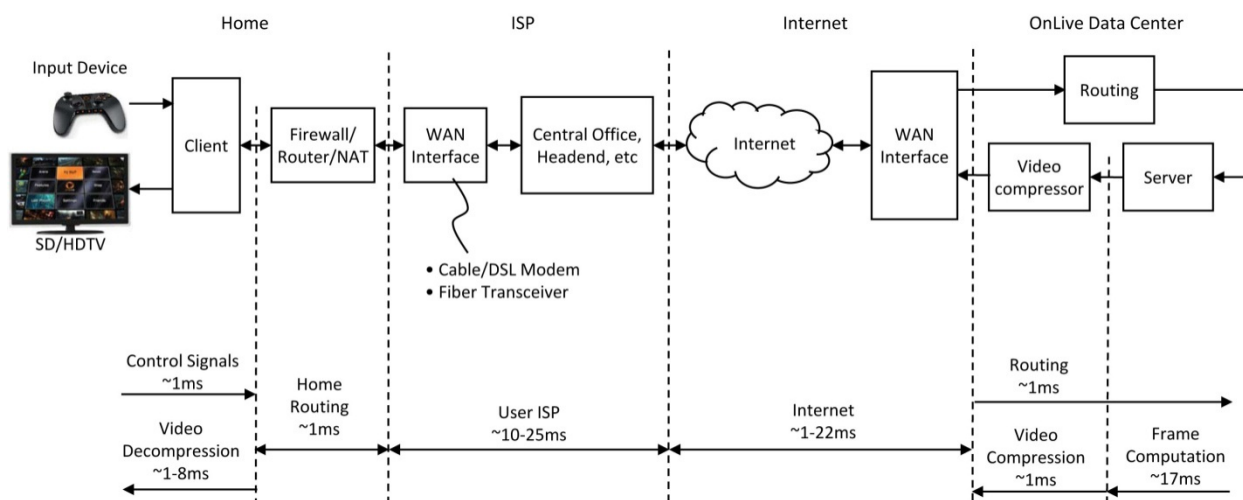 Home
ISP
Internet
OnLive Data Center
Input Device
SD/HDTV
Client
Firewall/
Router/NAT
WAN
Interface
• Cable/DSL Modem
• Fiber Transceiver
Central Office,
Headend, etc
Internet
WAN
Interface
Routing
Video
compressor
Server
Control Signals
~1ms
Video
Decompression
~1-8ms
Home
Routing
~1ms
User ISP
~10-25ms
Internet
~1-22ms
Routing
~1ms
Video
Compression
~1ms
Frame
Computation
~17ms